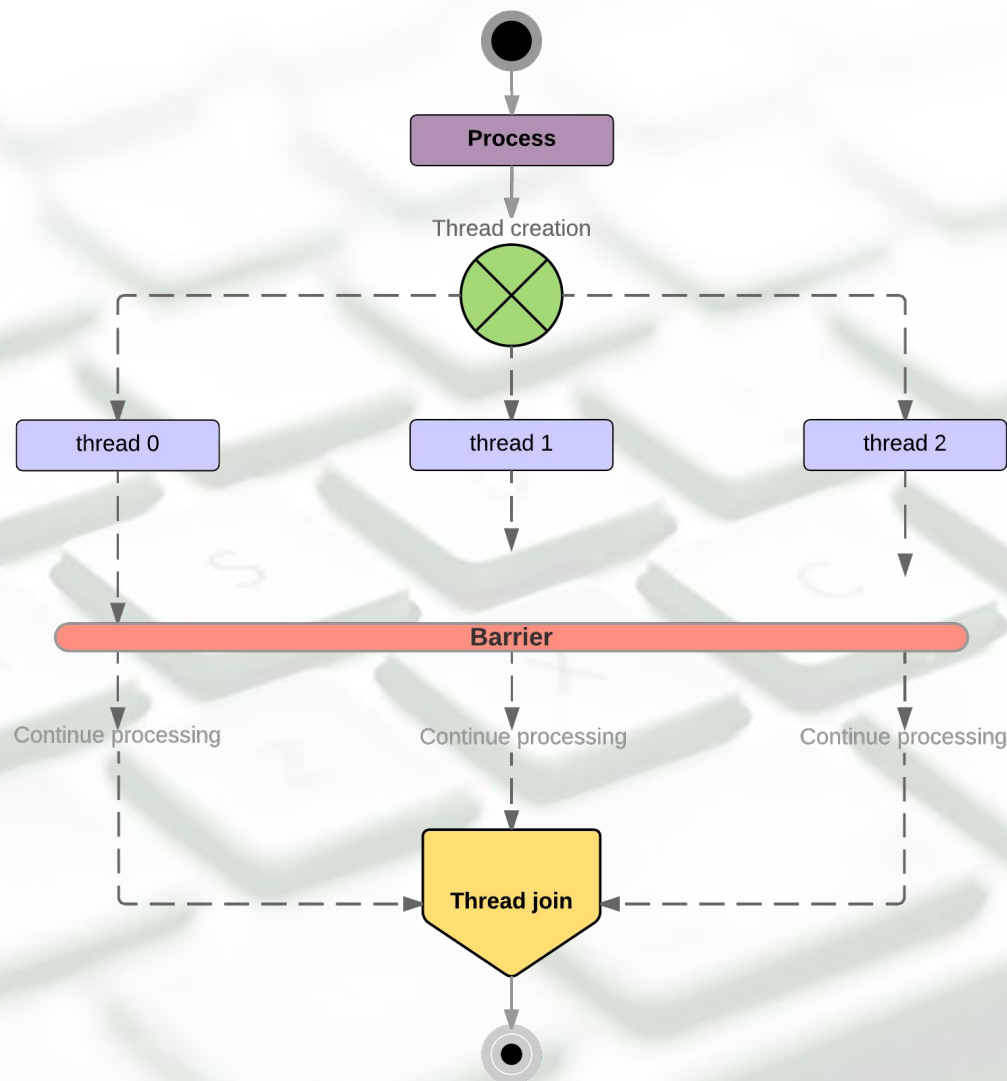 Process
Thread creation
thread 0
thread 1
thread 2
Barrier
Continue processing
Continue processing
Continue processing
Thread join